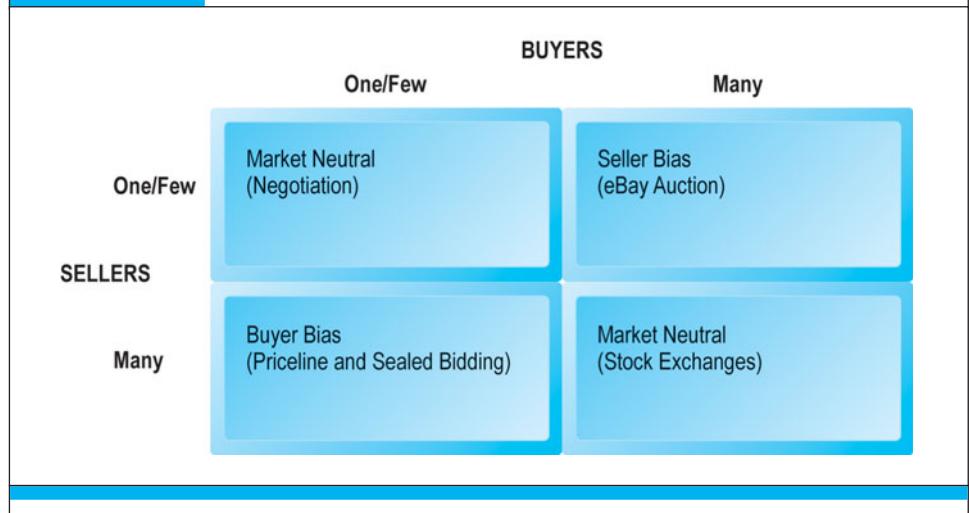 BUYERS
One/Few
Many
One/Few
Market Neutral
(Negotiation)
Seller Bias
(eBay Auction)
SELLERS
Many
Buyer Bias
(Priceline and Sealed Bidding)
Market Neutral
(Stock Exchanges)